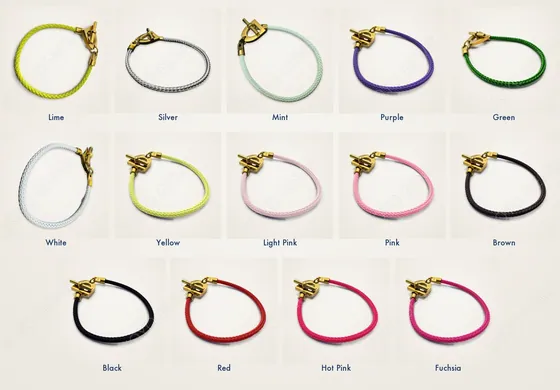 Lime
Silver
Mint
Purple
Green
White
Yellow
Light Pink
Pink
Brown
Black
Red
Hot Pink
Fuchsia